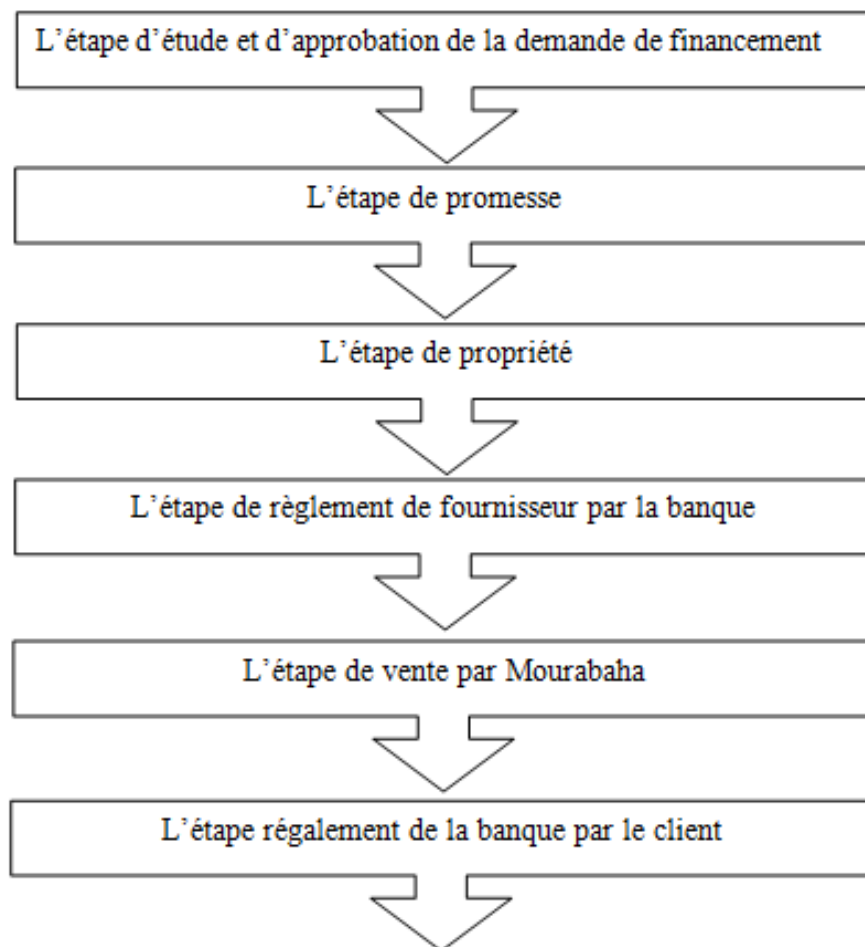 L’étape d’étude et d’approbation de la demande de financement
L’étape de promesse
L’étape de propriété
L’étape de règlement de fournisseur par la banque
L’étape de vente par Mourabaha
L’étape régalement de la banque par le client